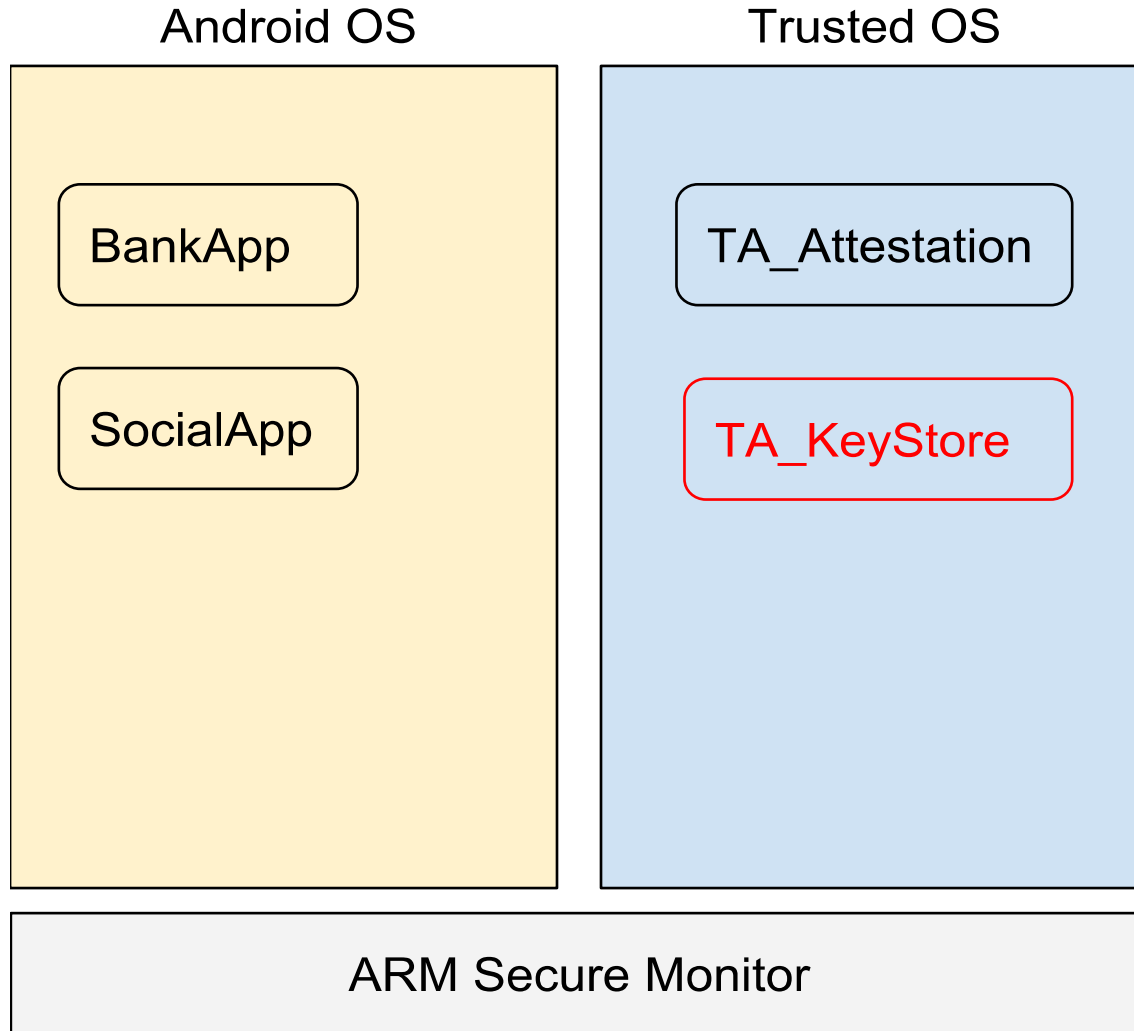 Android OS
Trusted OS
BankApp
TA_Attestation
SocialApp
TA_KeyStore
ARM Secure Monitor